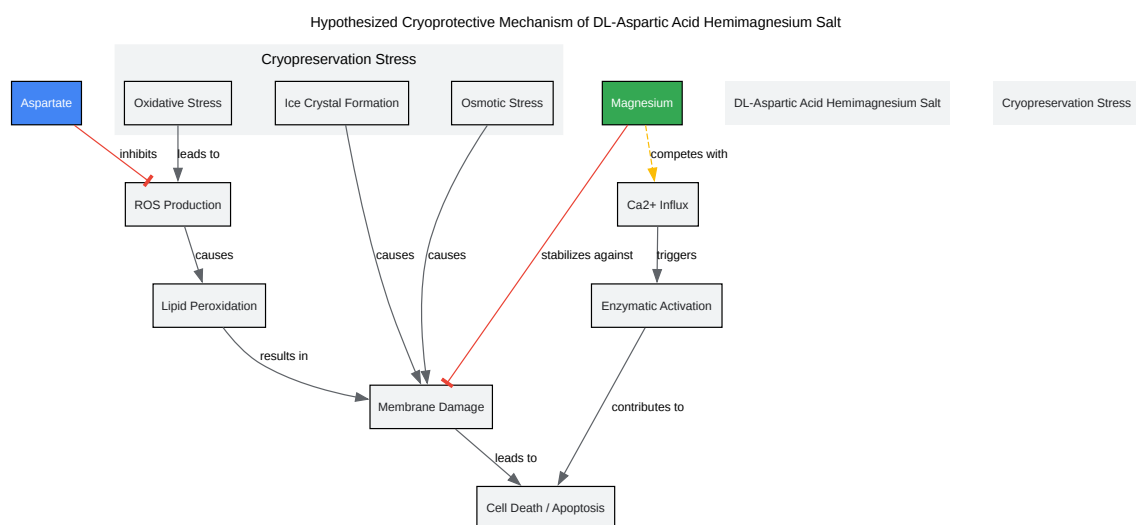 Hypothesized Cryoprotective Mechanism of DL-Aspartic Acid Hemimagnesium Salt
Cryopreservation Stress
Aspartate
Oxidative Stress
Ice Crystal Formation
Osmotic Stress
Magnesium
DL-Aspartic Acid Hemimagnesium Salt
Cryopreservation Stress
inhibits
leads to
competes with
ROS Production
Ca2+ Influx
causes
causes
causes
stabilizes against
triggers
Lipid Peroxidation
Enzymatic Activation
results in
Membrane Damage
contributes to
leads to
Cell Death / Apoptosis